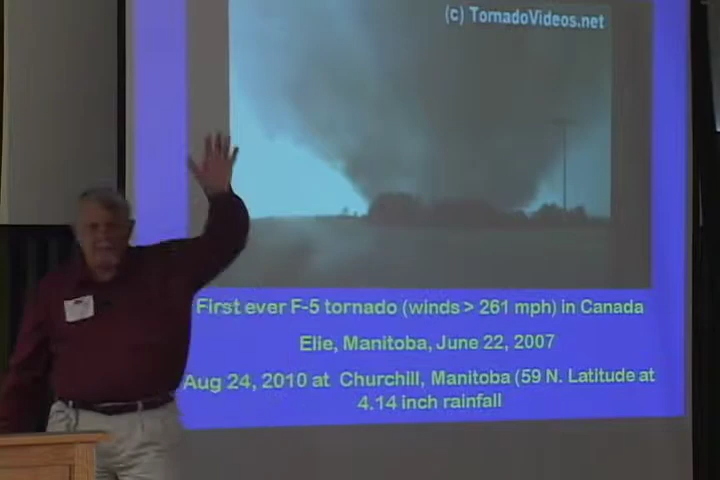 (c) TornadoVideos.net
First ever F-5 tornado (winds > 261 mph) in Canada
Elie, Manitoba, June 22, 2007
Aug 24, 2010 at Churchill, Manitoba (59 N. Latitude at
4.14 inch rainfall